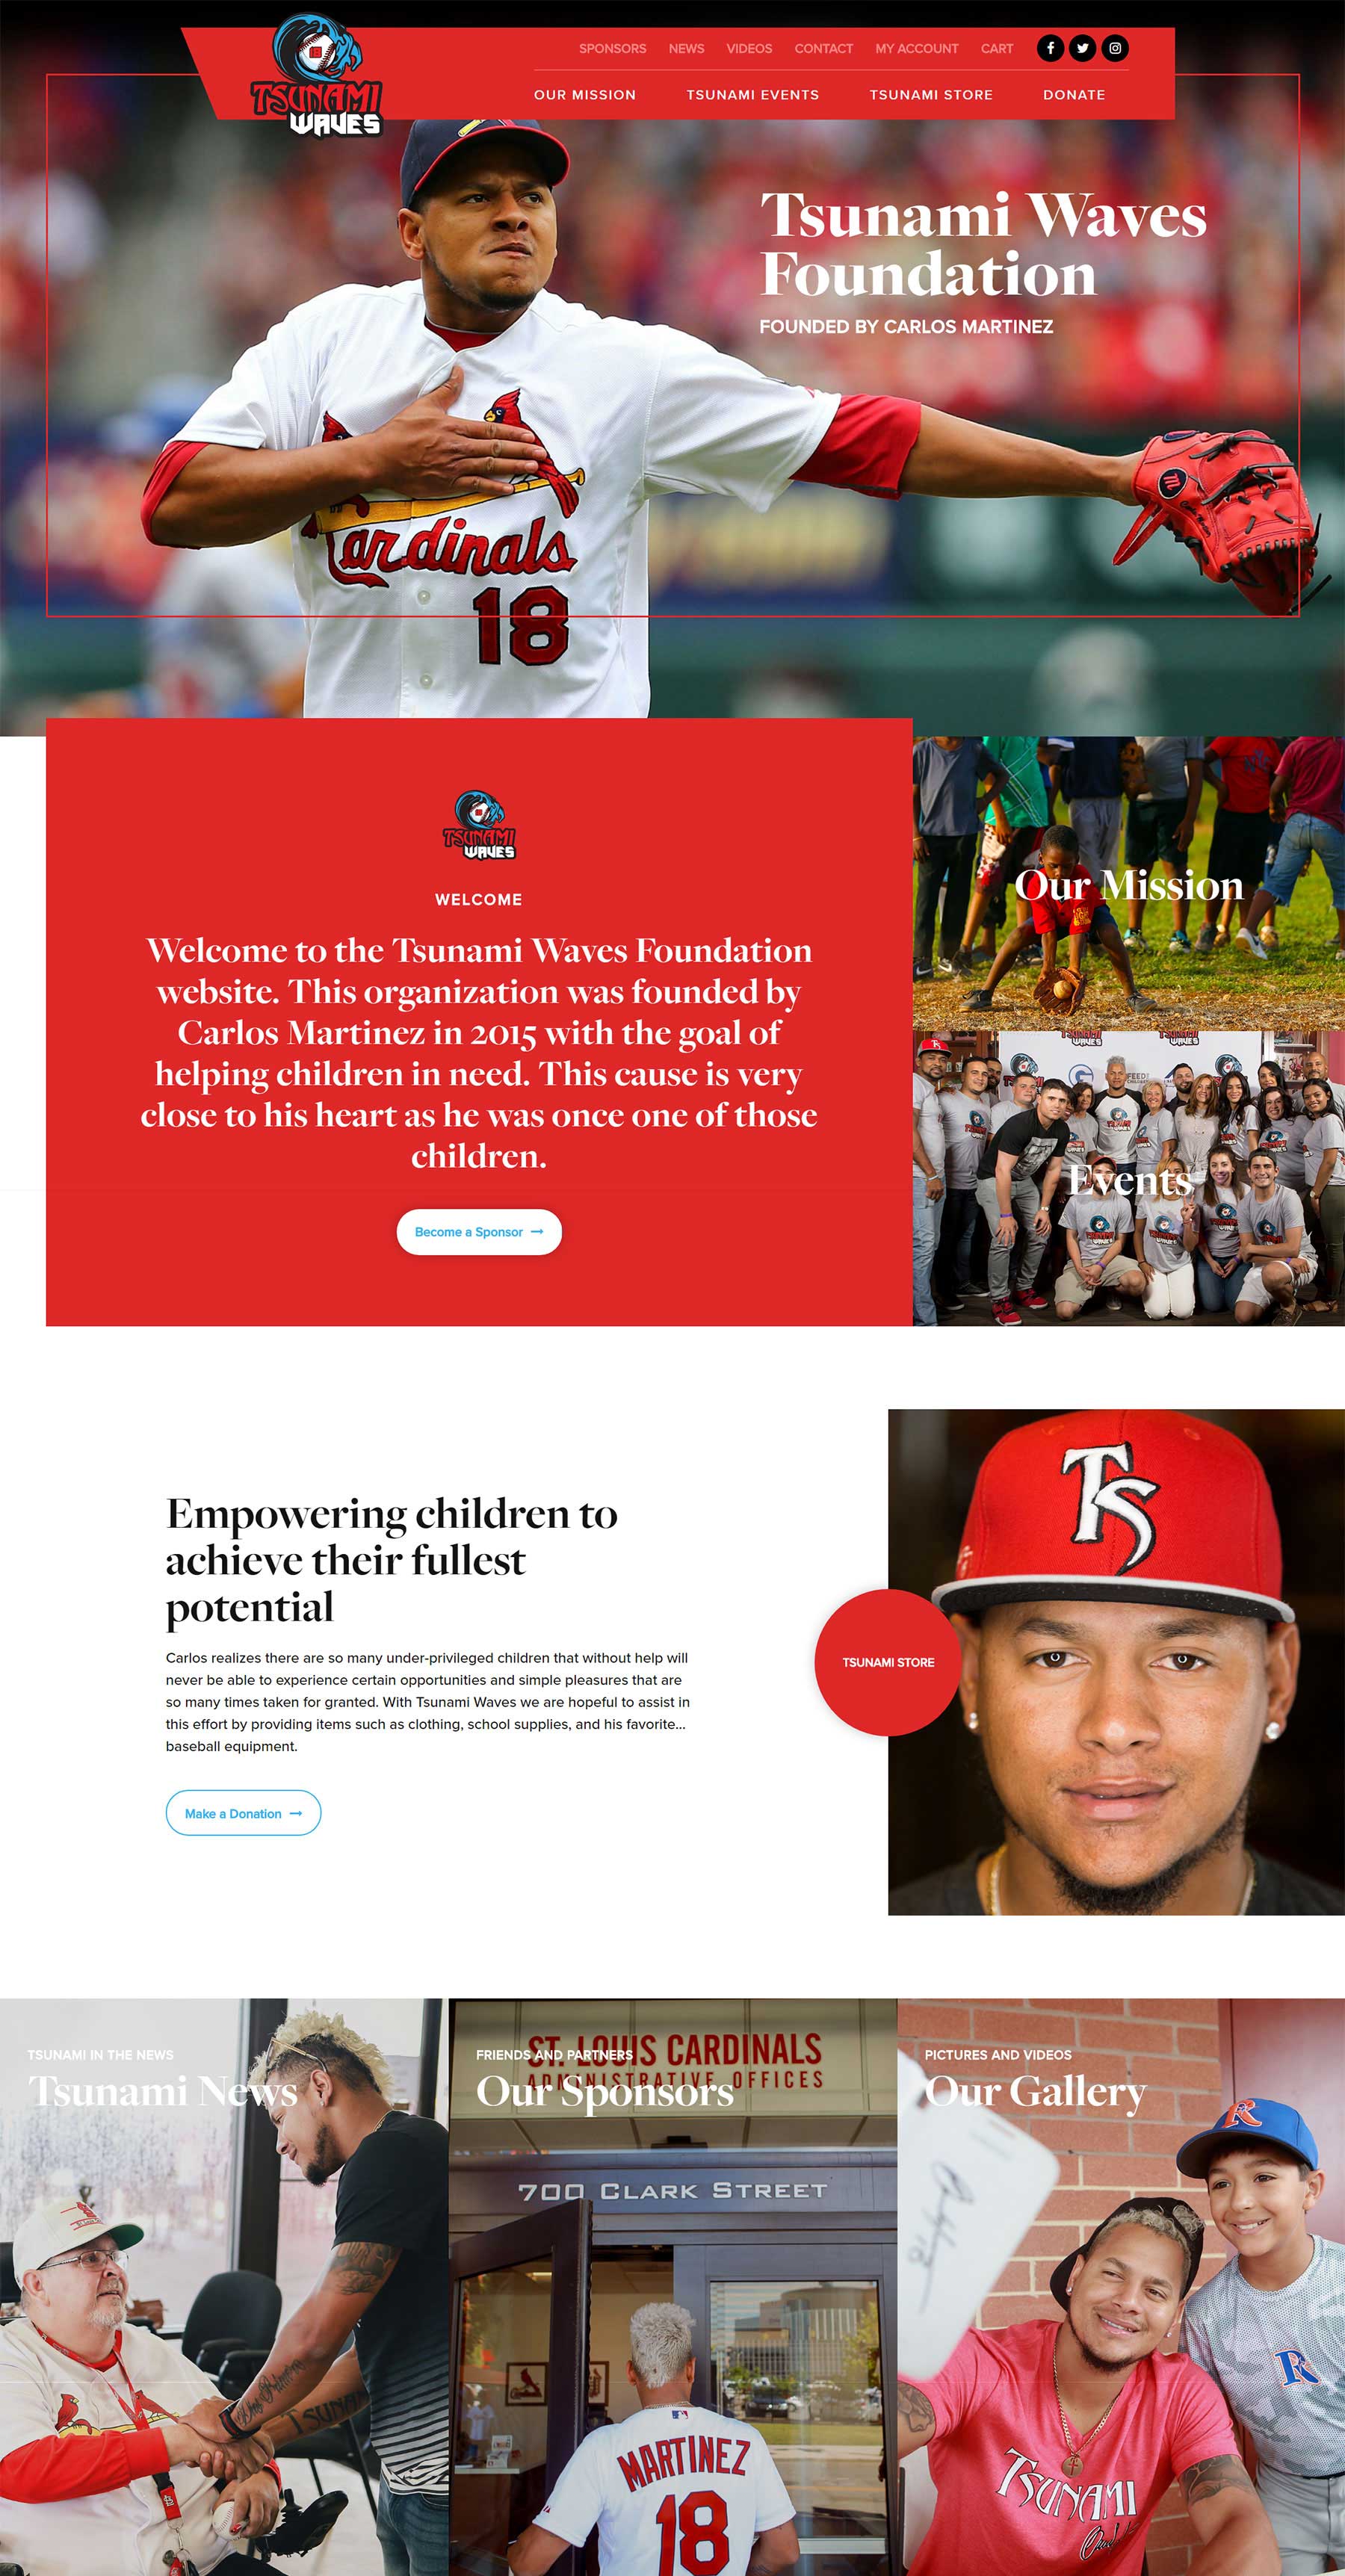 SPONSORS NEWS VIDEOS CONTACT MY ACCOUNT CART
TSUNAMI
WAVES
OUR MISSION TSUNAMI EVENTS TSUNAMI STORE DONATE
Tsunami Waves
Foundation
FOUNDED BY CARLOS MARTINEZ
Cardinals
18
TSUNAMI
WAVES
WELCOME
Welcome to the Tsunami Waves Foundation
website. This organization was founded by
Carlos Martinez in 2015 with the goal of
helping children in need. This cause is very
close to his heart as he was once one of those
children.
Become a Sponsor →
Our Mission
Events
Empowering children to
achieve their fullest
potential
Carlos realizes there are so many under-privileged children that without help will
never be able to experience certain opportunities and simple pleasures that are
so many times taken for granted. With Tsunami Waves we are hopeful to assist in
this effort by providing items such as clothing, school supplies, and his favorite...
baseball equipment.
Make a Donation →
TS
TSUNAMI STORE
TSUNAMI IN THE NEWS
Tsunami News
TSUNA
FRIENDS AND PARTNERS
Our Sponsors
ST. LOUIS CARDINALS
ADMINISTRATIVE OFFICES
700 CLARK STREET
MARTINEZ
18
PICTURES AND VIDEOS
Our Gallery
R
R
TSUNAMI